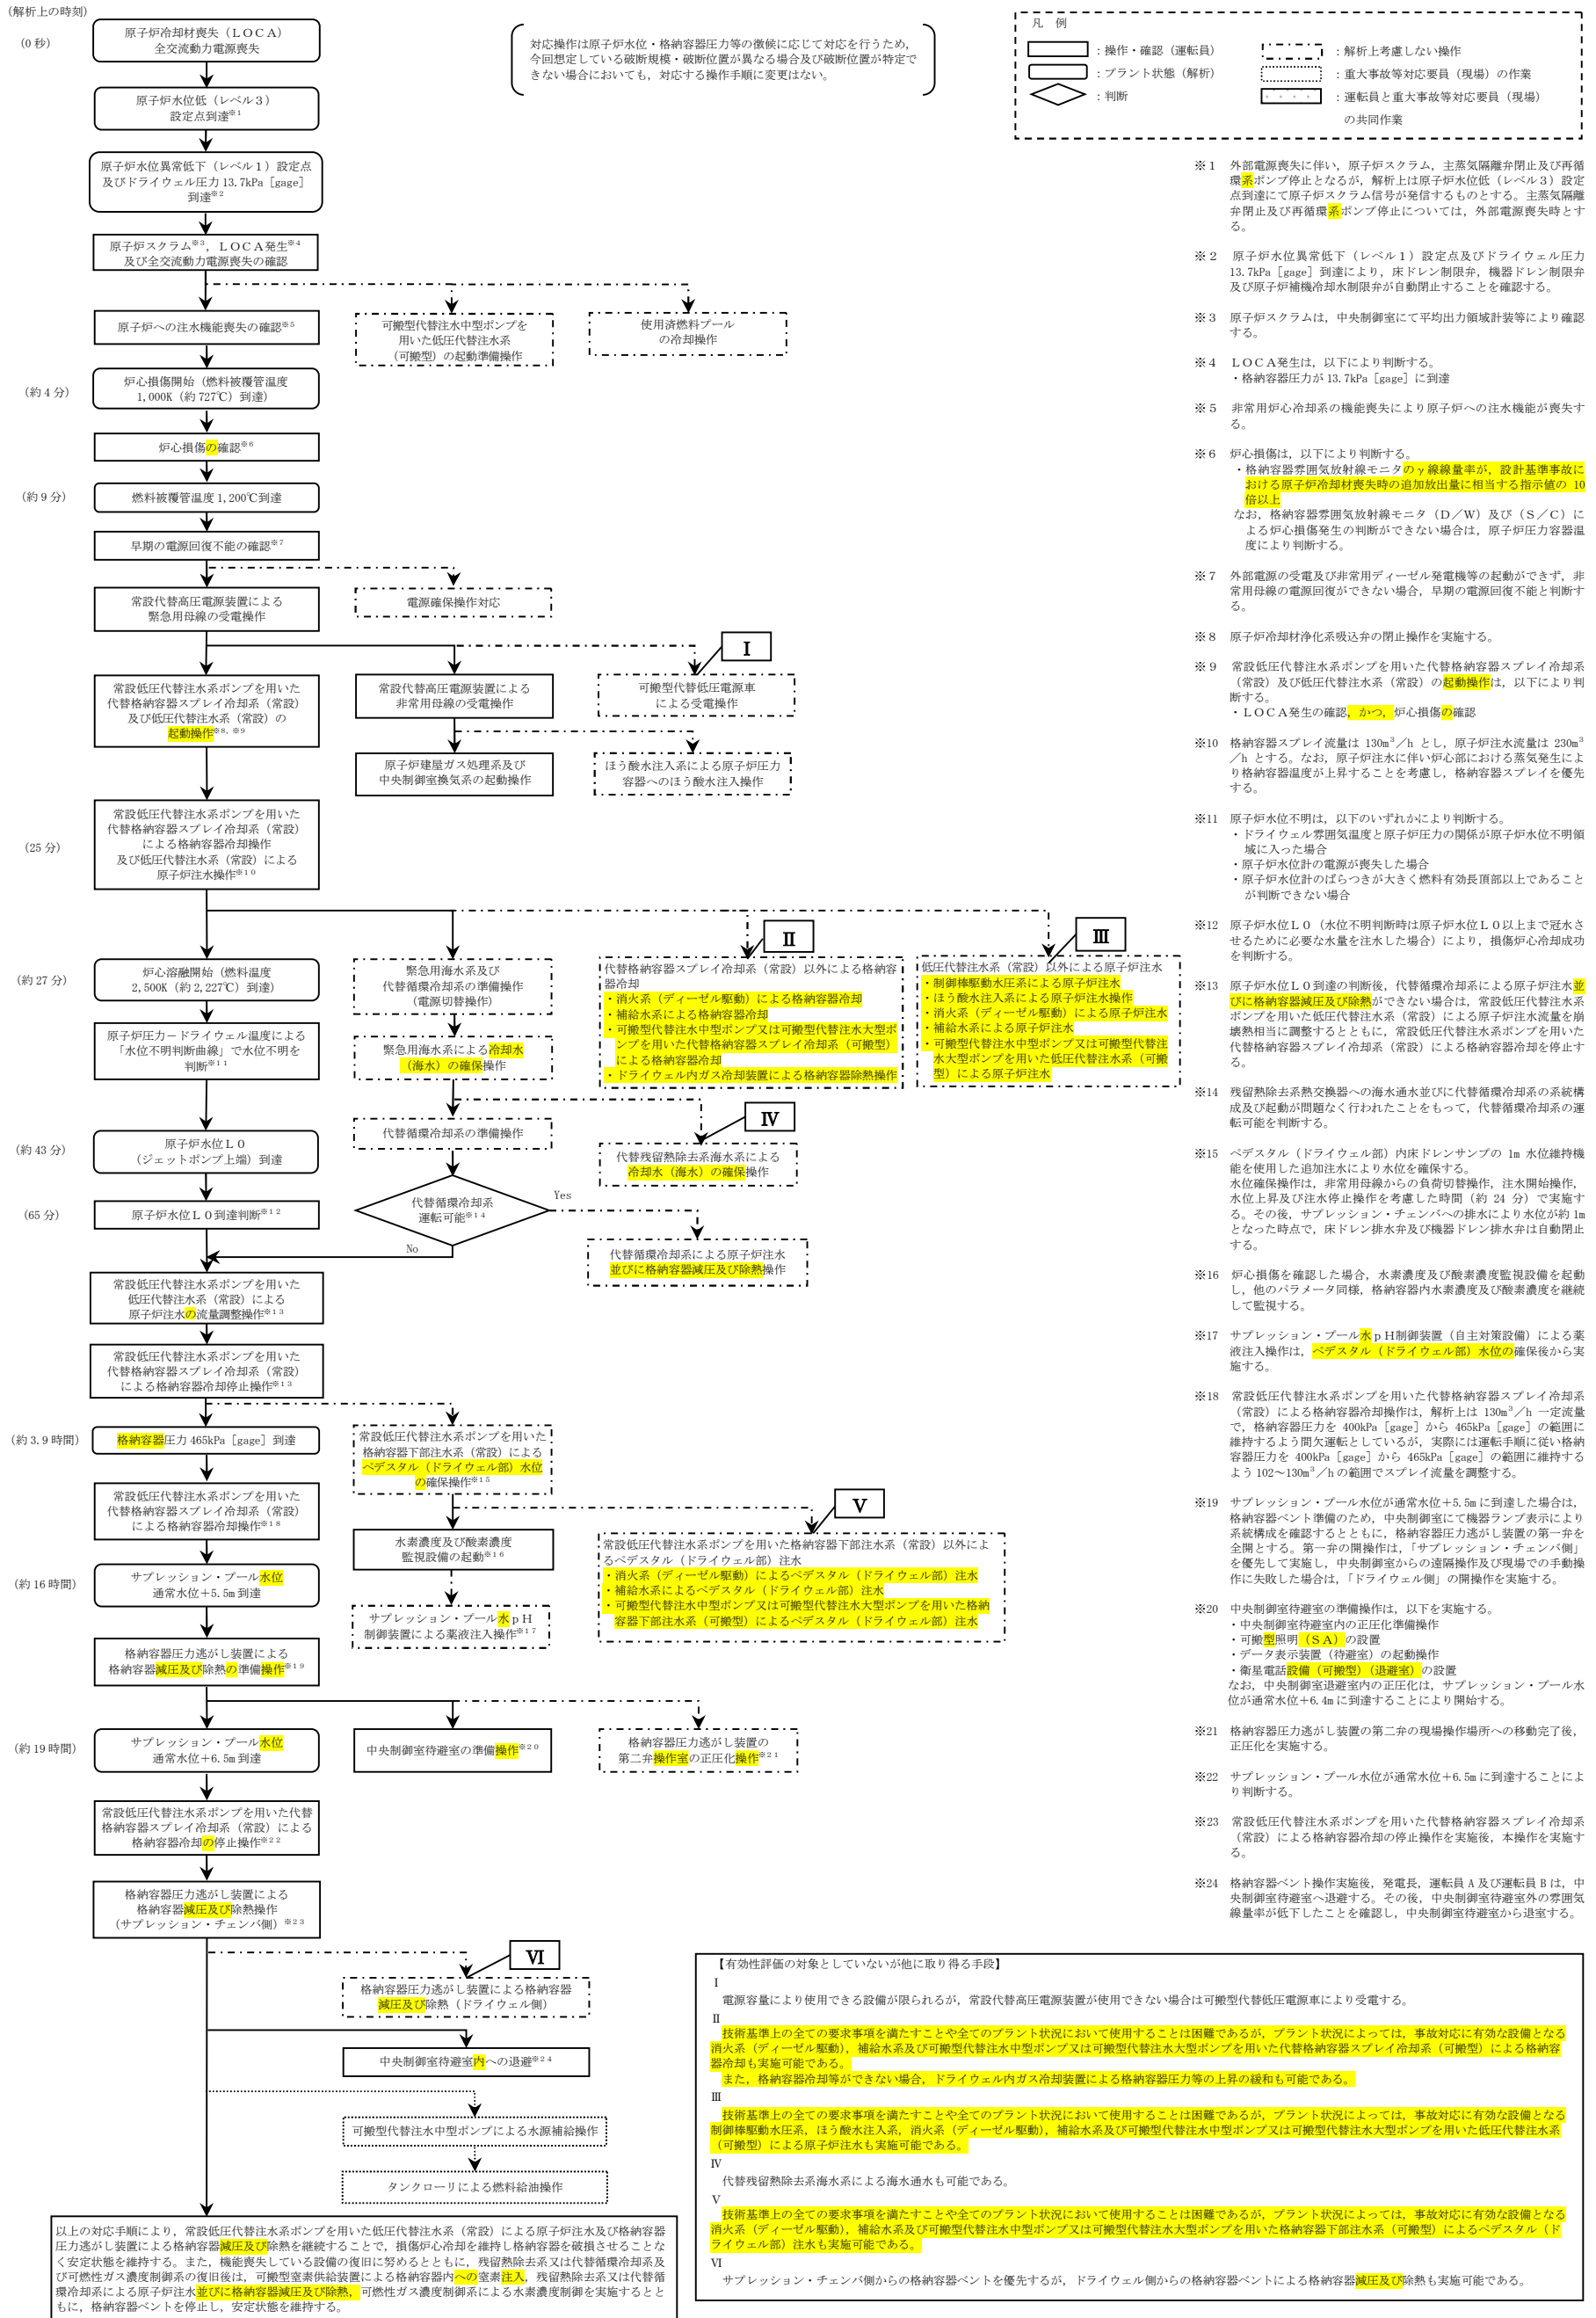 (解析上の時刻)
(0 秒)
原子炉冷却材喪失（ＬＯＣＡ）
全交流動力電源喪失
原子炉水位低（レベル３）
設定点到達※１
原子炉水位異常低下（レベル１）設定点
及びドライウェル圧力 13.7kPa［gage］
到達※２
原子炉スクラム※３，ＬＯＣＡ発生※４
及び全交流動力電源喪失の確認
原子炉への注水機能喪失の確認※５
可搬型代替注水中型ポンプを
用いた低圧代替注水系
（可搬型）の起動準備操作
使用済燃料プール
の冷却操作
(約 4 分)
炉心損傷開始（燃料被覆管温度
1,000K（約 727℃）到達）
炉心損傷の確認※６
(約 9 分)
燃料被覆管温度 1,200℃到達
早期の電源回復不能の確認※７
常設代替高圧電源装置による
緊急用母線の受電操作
電源確保操作対応
Ⅰ
常設低圧代替注水系ポンプを用いた
代替格納容器スプレイ冷却系（常設）
及び低圧代替注水系（常設）の
起動操作※８，※９
常設代替高圧電源装置による
非常用母線の受電操作
可搬型代替低圧電源車
による受電操作
原子炉建屋ガス処理系及び
中央制御室換気系の起動操作
ほう酸水注入系による原子炉圧力
容器へのほう酸水注入操作
(25 分)
常設低圧代替注水系ポンプを用いた
代替格納容器スプレイ冷却系（常設）
による格納容器冷却操作
及び低圧代替注水系（常設）による
原子炉注水操作※１０
Ⅱ
Ⅲ
(約 27 分)
炉心溶融開始（燃料温度
2,500K（約 2,227℃）到達）
緊急用海水系及び
代替循環冷却系の準備操作
（電源切替操作）
代替格納容器スプレイ冷却系（常設）以外による格納容
器冷却
・消火系（ディーゼル駆動）による格納容器冷却
・補給水系による格納容器冷却
・可搬型代替注水中型ポンプ又は可搬型代替注水大型ポ
ンプを用いた代替格納容器スプレイ冷却系（可搬型）
による格納容器冷却
・ドライウェル内ガス冷却装置による格納容器除熱操作
低圧代替注水系（常設）以外による原子炉注水
・制御棒駆動水圧系による原子炉注水
・ほう酸水注入系による原子炉注水操作
・消火系（ディーゼル駆動）による原子炉注水
・補給水系による原子炉注水
・可搬型代替注水中型ポンプ又は可搬型代替注
水大型ポンプを用いた低圧代替注水系（可搬
型）による原子炉注水
原子炉圧力－ドライウェル温度による
「水位不明判断曲線」で水位不明を
判断※１１
緊急用海水系による冷却水
（海水）の確保操作
Ⅳ
(約 43 分)
原子炉水位Ｌ０
（ジェットポンプ上端）到達
代替循環冷却系の準備操作
代替残留熱除去系海水系による
冷却水（海水）の確保操作
(65 分)
原子炉水位Ｌ０到達判断※１２
代替循環冷却系
運転可能※１４
Yes
No
代替循環冷却系による原子炉注水
並びに格納容器減圧及び除熱操作
常設低圧代替注水系ポンプを用いた
低圧代替注水系（常設）による
原子炉注水の流量調整操作※１３
常設低圧代替注水系ポンプを用いた
代替格納容器スプレイ冷却系（常設）
による格納容器冷却停止操作※１３
(約 3.9 時間)
格納容器圧力 465kPa［gage］到達
常設低圧代替注水系ポンプを用いた
格納容器下部注水系（常設）による
ペデスタル（ドライウェル部）水位
の確保操作※１５
常設低圧代替注水系ポンプを用いた
代替格納容器スプレイ冷却系（常設）
による格納容器冷却操作※１８
Ⅴ
水素濃度及び酸素濃度
監視設備の起動※１６
常設低圧代替注水系ポンプを用いた格納容器下部注水系（常設）以外によ
るペデスタル（ドライウェル部）注水
・消火系（ディーゼル駆動）によるペデスタル（ドライウェル部）注水
・補給水系によるペデスタル（ドライウェル部）注水
・可搬型代替注水中型ポンプ又は可搬型代替注水大型ポンプを用いた格納
容器下部注水系（可搬型）によるペデスタル（ドライウェル部）注水
(約 16 時間)
サプレッション・プール水位
通常水位＋5.5m 到達
サプレッション・プール水ｐＨ
制御装置による薬液注入操作※１７
格納容器圧力逃がし装置による
格納容器減圧及び除熱の準備操作※１９
(約 19 時間)
サプレッション・プール水位
通常水位＋6.5m 到達
中央制御室待避室の準備操作※２０
格納容器圧力逃がし装置の
第二弁操作室の正圧化操作※２１
常設低圧代替注水系ポンプを用いた代替
格納容器スプレイ冷却系（常設）による
格納容器冷却の停止操作※２２
格納容器圧力逃がし装置による
格納容器減圧及び除熱操作
（サプレッション・チェンバ側）※２３
Ⅵ
格納容器圧力逃がし装置による格納容器
減圧及び除熱（ドライウェル側）
中央制御室待避室内への退避※２４
可搬型代替注水中型ポンプによる水源補給操作
タンクローリによる燃料給油操作
以上の対応手順により，常設低圧代替注水系ポンプを用いた低圧代替注水系（常設）による原子炉注水及び格納容器
圧力逃がし装置による格納容器減圧及び除熱を継続することで，損傷炉心冷却を維持し格納容器を破損させることな
く安定状態を維持する。また，機能喪失している設備の復旧に努めるとともに，残留熱除去系又は代替循環冷却系及
び可燃性ガス濃度制御系の復旧後は，可搬型窒素供給装置による格納容器内への窒素注入，残留熱除去系又は代替循
環冷却系による原子炉注水並びに格納容器減圧及び除熱，可燃性ガス濃度制御系による水素濃度制御を実施するとと
もに，格納容器ベントを停止し，安定状態を維持する。
対応操作は原子炉水位・格納容器圧力等の徴候に応じて対応を行うため，
今回想定している破断規模・破断位置が異なる場合及び破断位置が特定で
きない場合においても，対応する操作手順に変更はない。
凡 例
：操作・確認（運転員）
：プラント状態（解析）
：判断
：解析上考慮しない操作
：重大事故等対応要員（現場）の作業
：運転員と重大事故等対応要員（現場）
の共同作業
※１ 外部電源喪失に伴い，原子炉スクラム，主蒸気隔離弁閉止及び再循
環系ポンプ停止となるが，解析上は原子炉水位低（レベル３）設定
点到達にて原子炉スクラム信号が発信するものとする。主蒸気隔離
弁閉止及び再循環系ポンプ停止については，外部電源喪失時とす
る。
※２ 原子炉水位異常低下（レベル１）設定点及びドライウェル圧力
13.7kPa［gage］到達により，床ドレン制限弁，機器ドレン制限弁
及び原子炉補機冷却水制限弁が自動閉止することを確認する。
※３ 原子炉スクラムは，中央制御室にて平均出力領域計装等により確認
する。
※４ ＬＯＣＡ発生は，以下により判断する。
・格納容器圧力が 13.7kPa［gage］に到達
※５ 非常用炉心冷却系の機能喪失により原子炉への注水機能が喪失す
る。
※６ 炉心損傷は，以下により判断する。
・格納容器雰囲気放射線モニタのγ線線量率が，設計基準事故に
おける原子炉冷却材喪失時の追加放出量に相当する指示値の 10
倍以上
なお，格納容器雰囲気放射線モニタ（Ｄ／Ｗ）及び（Ｓ／Ｃ）に
よる炉心損傷発生の判断ができない場合は，原子炉圧力容器温
度により判断する。
※７ 外部電源の受電及び非常用ディーゼル発電機等の起動ができず，非
常用母線の電源回復ができない場合，早期の電源回復不能と判断す
る。
※８ 原子炉冷却材浄化系吸込弁の閉止操作を実施する。
※９ 常設低圧代替注水系ポンプを用いた代替格納容器スプレイ冷却系
（常設）及び低圧代替注水系（常設）の起動操作は，以下により判
断する。
・ＬＯＣＡ発生の確認，かつ，炉心損傷の確認
※10 格納容器スプレイ流量は 130m³／h とし，原子炉注水流量は 230m³
／h とする。なお，原子炉注水に伴い炉心部における蒸気発生によ
り格納容器温度が上昇することを考慮し，格納容器スプレイを優先
する。
※11 原子炉水位不明は，以下のいずれかにより判断する。
・ドライウェル雰囲気温度と原子炉圧力の関係が原子炉水位不明領
域に入った場合
・原子炉水位計の電源が喪失した場合
・原子炉水位計のばらつきが大きく燃料有効長頂部以上であること
が判断できない場合
※12 原子炉水位Ｌ０（水位不明判断時は原子炉水位Ｌ０以上まで冠水さ
せるために必要な水量を注水した場合）により，損傷炉心冷却成功
を判断する。
※13 原子炉水位Ｌ０到達の判断後，代替循環冷却系による原子炉注水並
びに格納容器減圧及び除熱ができない場合は，常設低圧代替注水系
ポンプを用いた低圧代替注水系（常設）による原子炉注水流量を崩
壊熱相当に調整するとともに，常設低圧代替注水系ポンプを用いた
代替格納容器スプレイ冷却系（常設）による格納容器冷却を停止す
る。
※14 残留熱除去系熱交換器への海水通水並びに代替循環冷却系の系統構
成及び起動が問題なく行われたことをもって，代替循環冷却系の運
転可能を判断する。
※15 ペデスタル（ドライウェル部）内床ドレンサンプの 1m 水位維持機
能を使用した追加注水により水位を確保する。
水位確保操作は，非常用母線からの負荷切替操作，注水開始操作，
水位上昇及び注水停止操作を考慮した時間（約 24 分）で実施す
る。その後，サプレッション・チェンバへの排水により水位が約 1m
となった時点で，床ドレン排水弁及び機器ドレン排水弁は自動閉止
する。
※16 炉心損傷を確認した場合，水素濃度及び酸素濃度監視設備を起動
し，他のパラメータ同様，格納容器内水素濃度及び酸素濃度を継続
して監視する。
※17 サプレッション・プール水ｐＨ制御装置（自主対策設備）による薬
液注入操作は，ペデスタル（ドライウェル部）水位の確保後から実
施する。
※18 常設低圧代替注水系ポンプを用いた代替格納容器スプレイ冷却系
（常設）による格納容器冷却操作は，解析上は 130m³／h 一定流量
で，格納容器圧力を 400kPa［gage］から 465kPa［gage］の範囲に
維持するよう間欠運転としているが，実際には運転手順に従い格納
容器圧力を 400kPa［gage］から 465kPa［gage］の範囲に維持する
よう 102～130m³／h の範囲でスプレイ流量を調整する。
※19 サプレッション・プール水位が通常水位＋5.5m に到達した場合は，
格納容器ベント準備のため，中央制御室にて機器ランプ表示により
系統構成を確認するとともに，格納容器圧力逃がし装置の第一弁を
全開とする。第一弁の開操作は，「サプレッション・チェンバ側」
を優先して実施し，中央制御室からの遠隔操作及び現場での手動操
作に失敗した場合は，「ドライウェル側」の開操作を実施する。
※20 中央制御室待避室の準備操作は，以下を実施する。
・中央制御室待避室内の正圧化準備操作
・可搬型照明（ＳＡ）の設置
・データ表示装置（待避室）の起動操作
・衛星電話設備（可搬型）（退避室）の設置
なお，中央制御室退避室内の正圧化は，サプレッション・プール水
位が通常水位＋6.4m に到達することにより開始する。
※21 格納容器圧力逃がし装置の第二弁の現場操作場所への移動完了後，
正圧化を実施する。
※22 サプレッション・プール水位が通常水位＋6.5m に到達することによ
り判断する。
※23 常設低圧代替注水系ポンプを用いた代替格納容器スプレイ冷却系
（常設）による格納容器冷却の停止操作を実施後，本操作を実施す
る。
※24 格納容器ベント操作実施後，発電長，運転員 A 及び運転員 B は，中
央制御室待避室へ退避する。その後，中央制御室待避室外の雰囲気
線量率が低下したことを確認し，中央制御室待避室から退室する。
【有効性評価の対象としていないが他に取り得る手段】
Ⅰ
電源容量により使用できる設備が限られるが，常設代替高圧電源装置が使用できない場合は可搬型代替低圧電源車により受電する。
Ⅱ
技術基準上の全ての要求事項を満たすことや全てのプラント状況において使用することは困難であるが，プラント状況によっては，事故対応に有効な設備となる
消火系（ディーゼル駆動），補給水系及び可搬型代替注水中型ポンプ又は可搬型代替注水大型ポンプを用いた代替格納容器スプレイ冷却系（可搬型）による格納容
器冷却も実施可能である。
また，格納容器冷却等ができない場合，ドライウェル内ガス冷却装置による格納容器圧力等の上昇の緩和も可能である。
Ⅲ
技術基準上の全ての要求事項を満たすことや全てのプラント状況において使用することは困難であるが，プラント状況によっては，事故対応に有効な設備となる
制御棒駆動水圧系，ほう酸水注入系，消火系（ディーゼル駆動），補給水系及び可搬型代替注水中型ポンプ又は可搬型代替注水大型ポンプを用いた低圧代替注水系
（可搬型）による原子炉注水も実施可能である。
Ⅳ
代替残留熱除去系海水系による海水通水も可能である。
Ⅴ
技術基準上の全ての要求事項を満たすことや全てのプラント状況において使用することは困難であるが，プラント状況によっては，事故対応に有効な設備となる
消火系（ディーゼル駆動），補給水系及び可搬型代替注水中型ポンプ又は可搬型代替注水大型ポンプを用いた格納容器下部注水系（可搬型）によるペデスタル（ド
ライウェル部）注水も実施可能である。
Ⅵ
サプレッション・チェンバ側からの格納容器ベントを優先するが，ドライウェル側からの格納容器ベントによる格納容器減圧及び除熱も実施可能である。